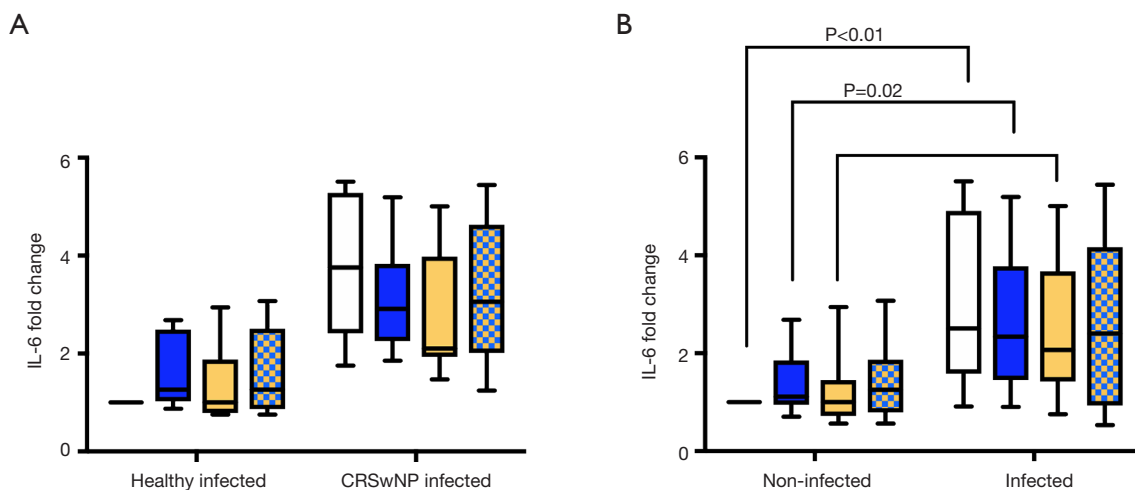 A
IL-6 fold change
6
4
2
0
Healthy infected
CRSwNP infected
B
P<0.01
P=0.02
IL-6 fold change
6
4
2
0
Non-infected
Infected